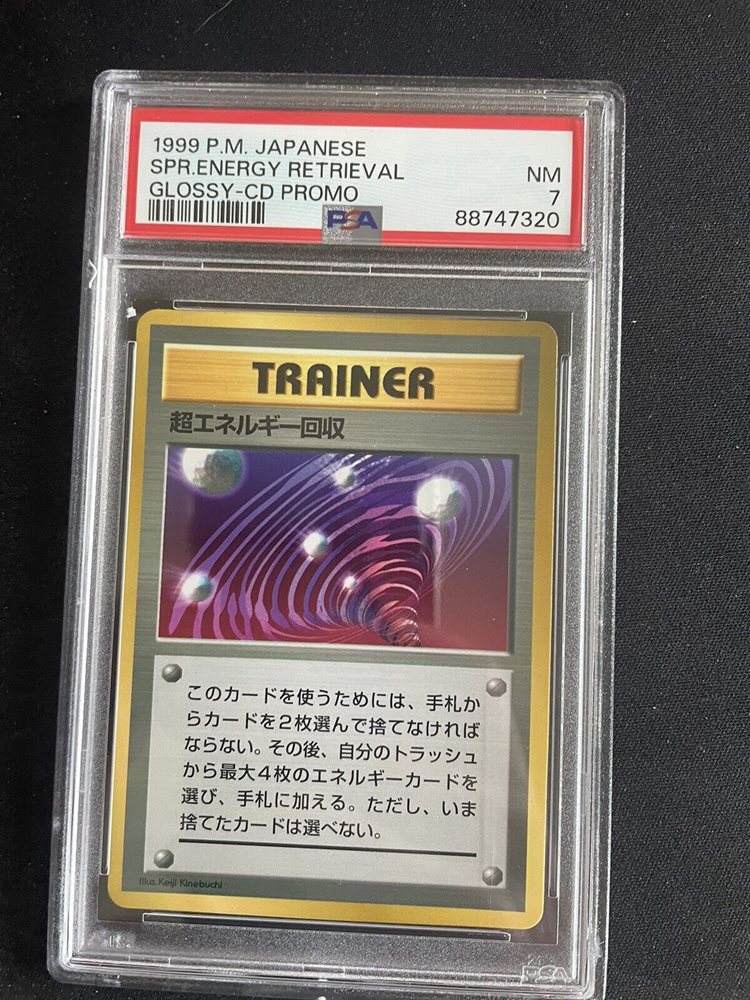 1999 P.M. JAPANESE
SPR.ENERGY RETRIEVAL NM
GLOSSY-CD PROMO 7
PSA 88747320
TRAINER
超エネルギー回収
このカードを使うためには、手札か
らカードを2枚選んで捨てなければ
ならない。その後、自分のトラッシュ
から最大4枚のエネルギーカードを
選び、手札に加える。ただし、いま
捨てたカードは選べない。
Illus. Keiji Kinebuchi
PSA